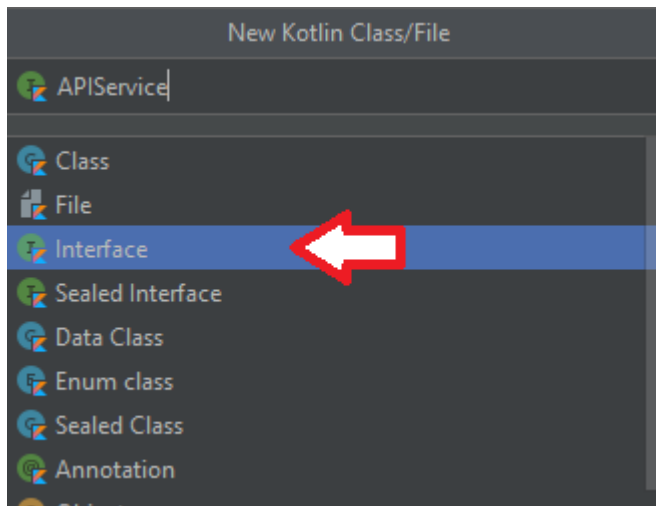 New Kotlin Class/File
APIService
Class
File
Interface
Sealed Interface
Data Class
Enum class
Sealed Class
Annotation